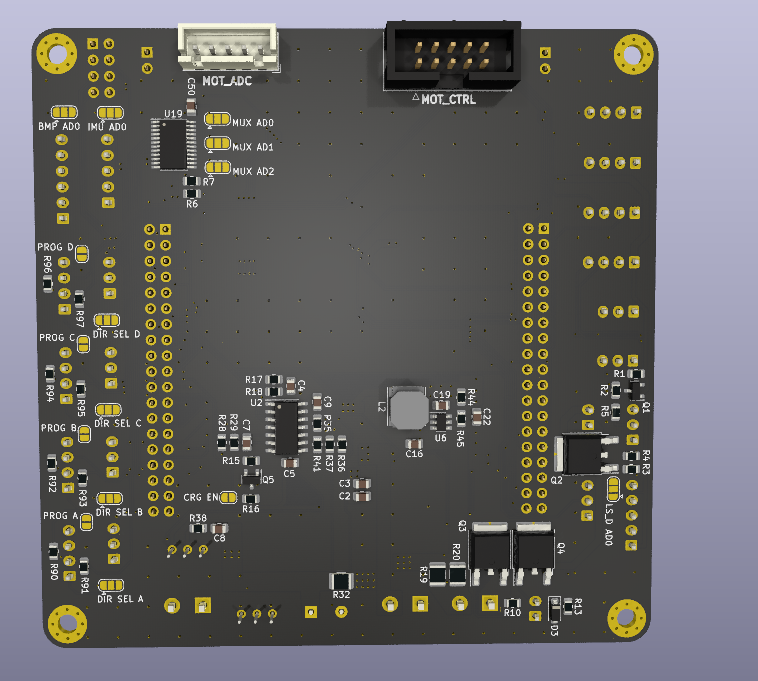 MOT_ADC
MOT_CTRL
C50
U19
BMP AD0
IMU AD0
MUX AD0
MUX AD1
MUX AD2
R7
R6
PROG D
R96
R97
DIR SEL D
PROG C
R94
R95
DIR SEL C
PROG B
R92
R93
DIR SEL B
PROG A
R90
R91
DIR SEL A
R17
R18
C4
U2
C9
R28
R29
C7
R15
C5
R41
R37
R36
Q5
CRG EN
R16
C3
C2
R38
C8
L2
C19
R44
C22
R45
U6
C16
R1
R2
Q1
R5
Q2
R4
R3
LS_D AD0
Q3
Q4
R20
R19
R32
R10
D3
R13